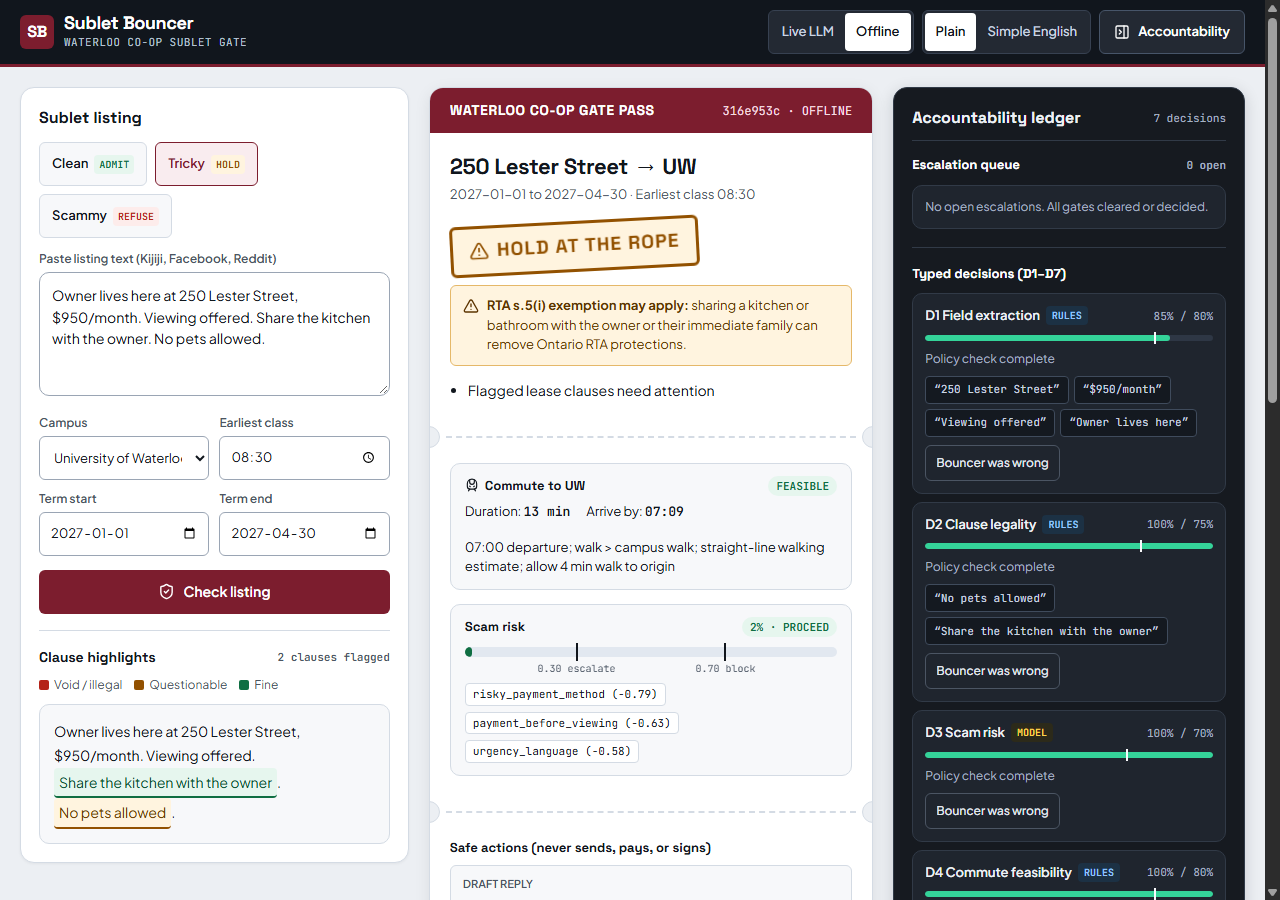 SB
Sublet Bouncer
WATERLOO CO-OP SUBLET GATE
Live LLM
Offline
Plain
Simple English
Accountability
Sublet listing
Clean ADMIT
Tricky HOLD
Scammy REFUSE
Paste listing text (Kijiji, Facebook, Reddit)
Owner lives here at 250 Lester Street,
$950/month. Viewing offered. Share the kitchen
with the owner. No pets allowed.
Campus
Earliest class
University of Waterloo
08:30
Term start
Term end
2027-01-01
2027-04-30
Check listing
Clause highlights
2 clauses flagged
Void / illegal
Questionable
Fine
Owner lives here at 250 Lester Street,
$950/month. Viewing offered.
Share the kitchen with the owner .
No pets allowed .
WATERLOO CO-OP GATE PASS
316e953c · OFFLINE
250 Lester Street → UW
2027-01-01 to 2027-04-30 · Earliest class 08:30
HOLD AT THE ROPE
RTA s.5(i) exemption may apply: sharing a kitchen or
bathroom with the owner or their immediate family can
remove Ontario RTA protections.
• Flagged lease clauses need attention
Commute to UW
FEASIBLE
Duration: 13 min Arrive by: 07:09
07:00 departure; walk > campus walk; straight-line walking
estimate; allow 4 min walk to origin
Scam risk
2% · PROCEED
0.30 escalate
0.70 block
risky_payment_method (-0.79)
payment_before_viewing (-0.63)
urgency_language (-0.58)
Safe actions (never sends, pays, or signs)
DRAFT REPLY
Accountability ledger
7 decisions
Escalation queue
0 open
No open escalations. All gates cleared or decided.
Typed decisions (D1–D7)
D1 Field extraction RULES
85% / 80%
Policy check complete
“250 Lester Street”
“$950/month”
“Viewing offered”
“Owner lives here”
Bouncer was wrong
D2 Clause legality RULES
100% / 75%
Policy check complete
“No pets allowed”
“Share the kitchen with the owner”
Bouncer was wrong
D3 Scam risk MODEL
100% / 70%
Policy check complete
Bouncer was wrong
D4 Commute feasibility RULES
100% / 80%